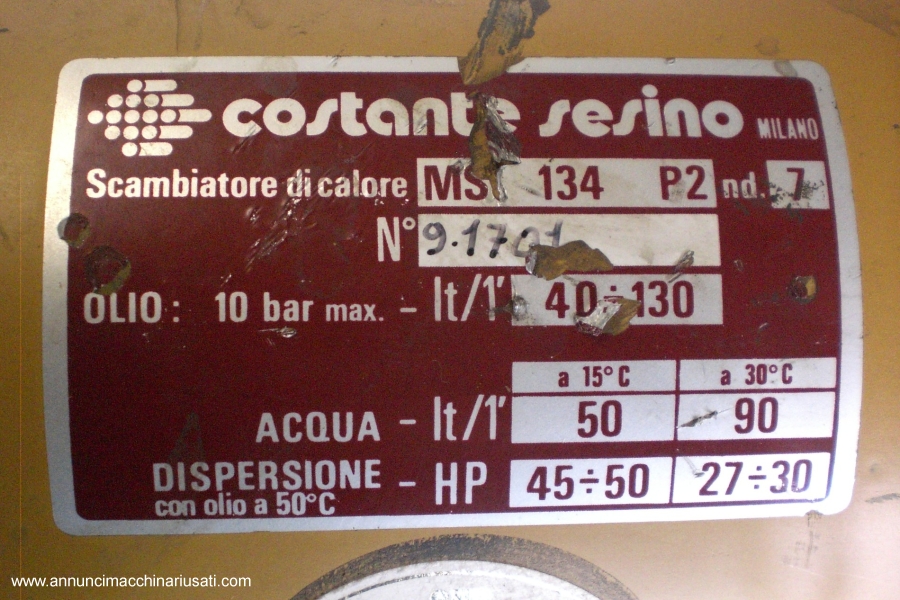 costante sesino MILANO
Scambiatore di calore MS 134 P2 nd. 7
N° 9.1701
OLIO: 10 bar max. - lt/1' 40÷130
a 15°C a 30°C
ACQUA - lt/1' 50 90
DISPERSIONE - HP 45÷50 27÷30
con olio a 50°C
www.annuncimacchinariusati.com